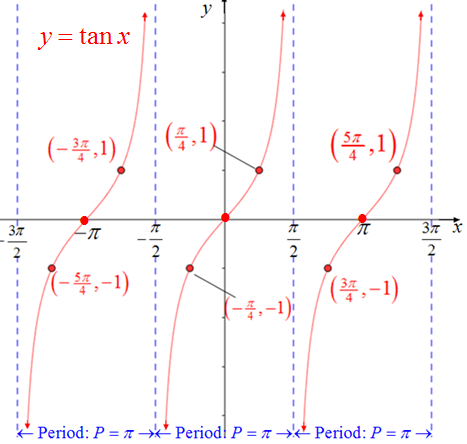 y
y = tan x
(-3π/4, 1)
(π/4, 1)
(5π/4, 1)
x
-3π/2
-π
-π/2
π/2
π
3π/2
(-5π/4, -1)
(-π/4, -1)
(3π/4, -1)
← Period: P = π → ← Period: P = π → ← Period: P = π →